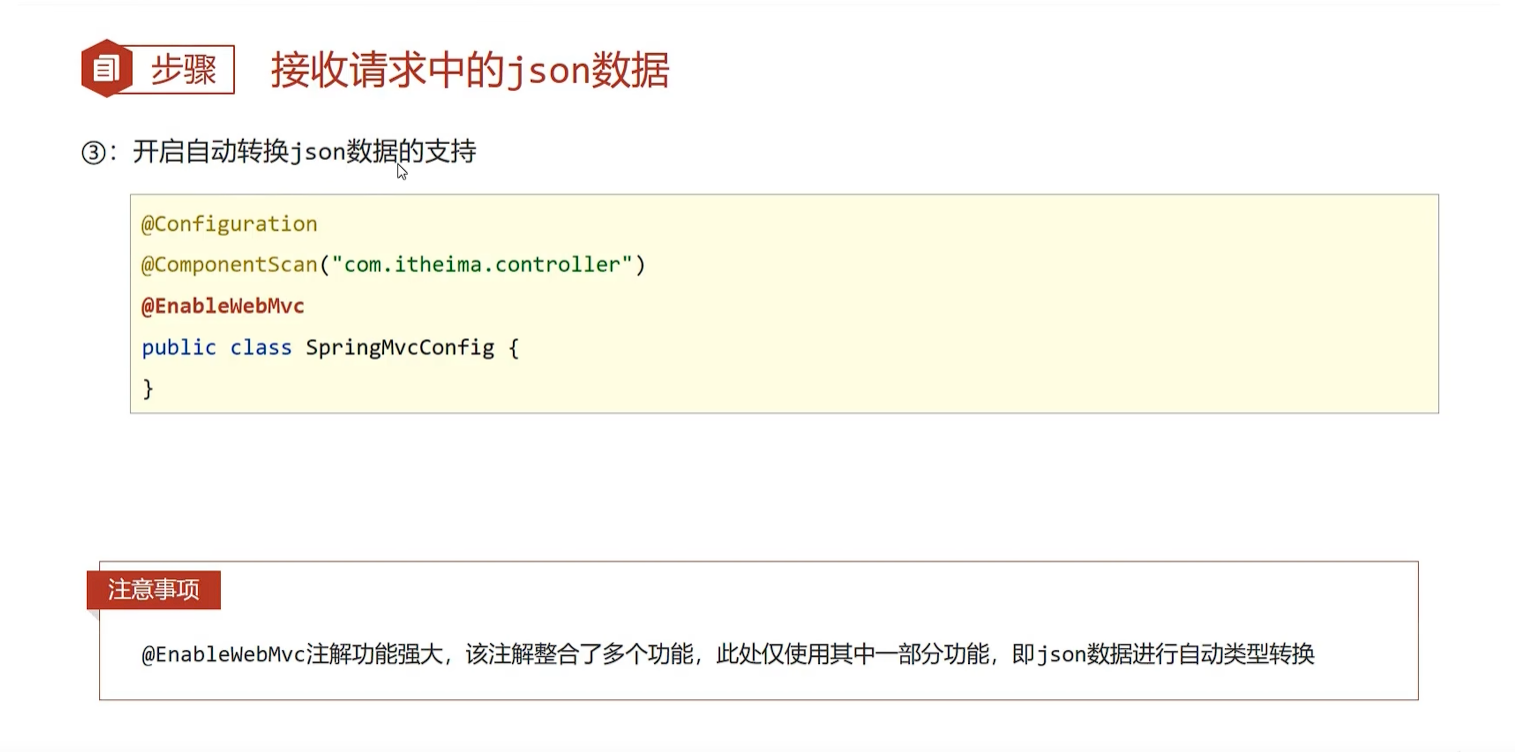 步骤 接收请求中的json数据
③：开启自动转换json数据的支持
@Configuration
@ComponentScan("com.itheima.controller")
@EnableWebMvc
public class SpringMvcConfig {
}
注意事项
@EnableWebMvc注解功能强大，该注解整合了多个功能，此处仅使用其中一部分功能，即json数据进行自动类型转换